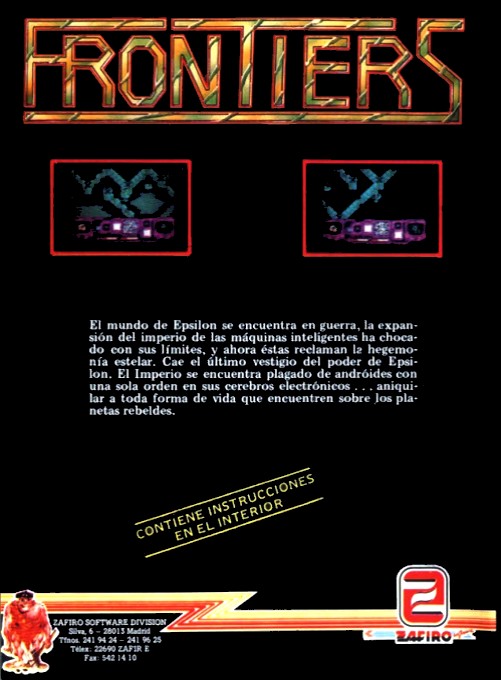 FRONTIERS
El mundo de Epsilon se encuentra en guerra, la expan-
sión del imperio de las máquinas inteligentes ha choca-
do con sus límites, y ahora éstas reclaman la hegemo-
nía estelar. Cae el último vestigio del poder de Epsi-
lon. El Imperio se encuentra plagado de andróides con
una sola orden en sus cerebros electrónicos . . . aniqui-
lar a toda forma de vida que encuentren sobre los pla-
netas rebeldes.
CONTIENE INSTRUCCIONES
EN EL INTERIOR
ZAFIRO SOFTWARE DIVISION
Silva, 6 – 28013 Madrid
Tfnos. 241 94 24 - 241 96 25
Télex: 22690 ZAFIR E
Fax: 542 14 10
ZAFIRO